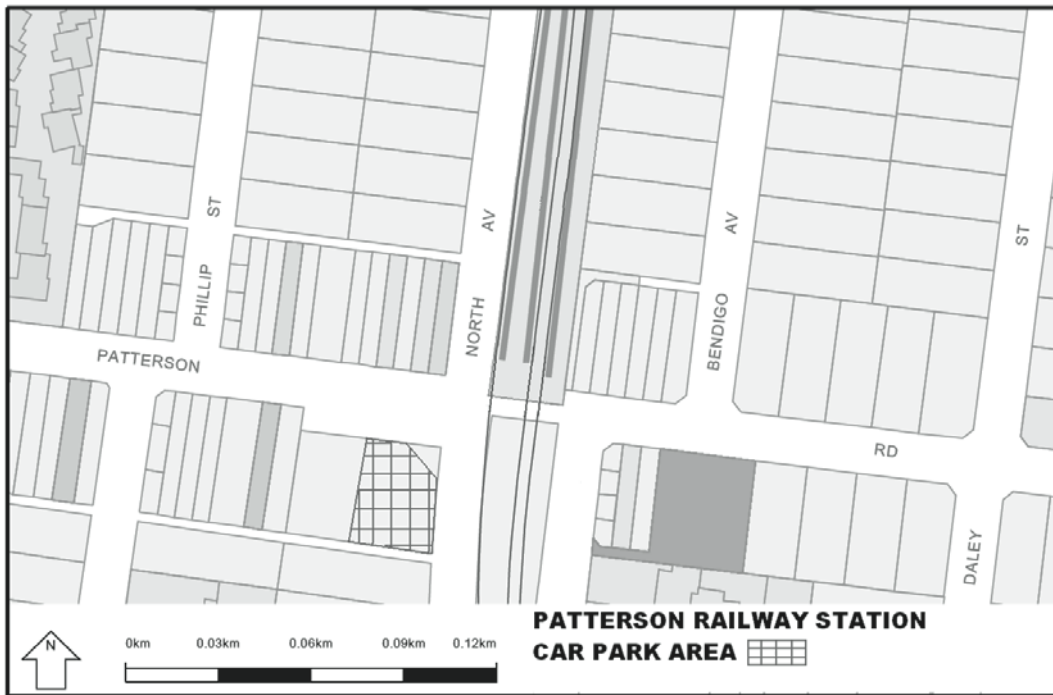 ST
AV
AV
ST
PHILLIP
NORTH
BENDIGO
PATTERSON
RD
DALEY
N
0km 0.03km 0.06km 0.09km 0.12km
PATTERSON RAILWAY STATION
CAR PARK AREA